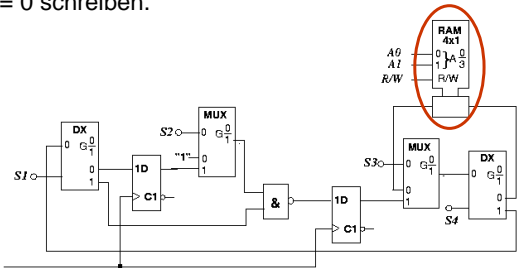 = 0 schreiben.
RAM
4x1
A0 0 } A 0/3
A1 1
R/W R/W
DX
0 G 0/1
0
1
S1
1D
C1
MUX
S2 0 G 0/1
"1" 0
1
&
1D
C1
MUX
S3 0 G 0/1
0
1
DX
0 G 0/1
0
1
S4